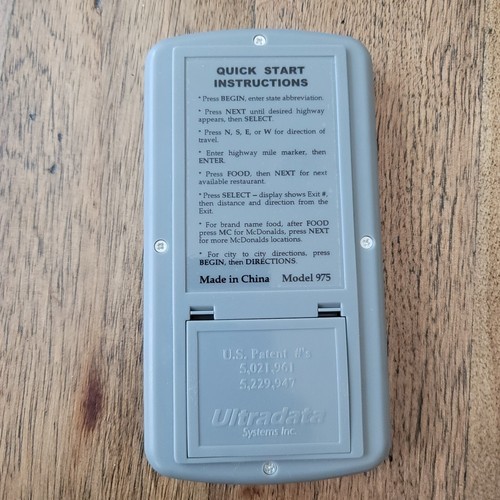 QUICK START
INSTRUCTIONS
* Press BEGIN, enter state abbreviation.
* Press NEXT until desired highway
appears, then SELECT.
* Press N, S, E, or W for direction of
travel.
* Enter highway mile marker, then
ENTER.
* Press FOOD, then NEXT for next
available restaurant.
* Press SELECT – display shows Exit #,
then distance and direction from the
Exit.
* For brand name food, after FOOD
press MC for McDonalds, press NEXT
for more McDonalds locations.
* For city to city directions, press
BEGIN, then DIRECTIONS.
Made in China Model 975
U.S. Patent #'s
5,021,961
5,229,947
Ultradata
Systems Inc.